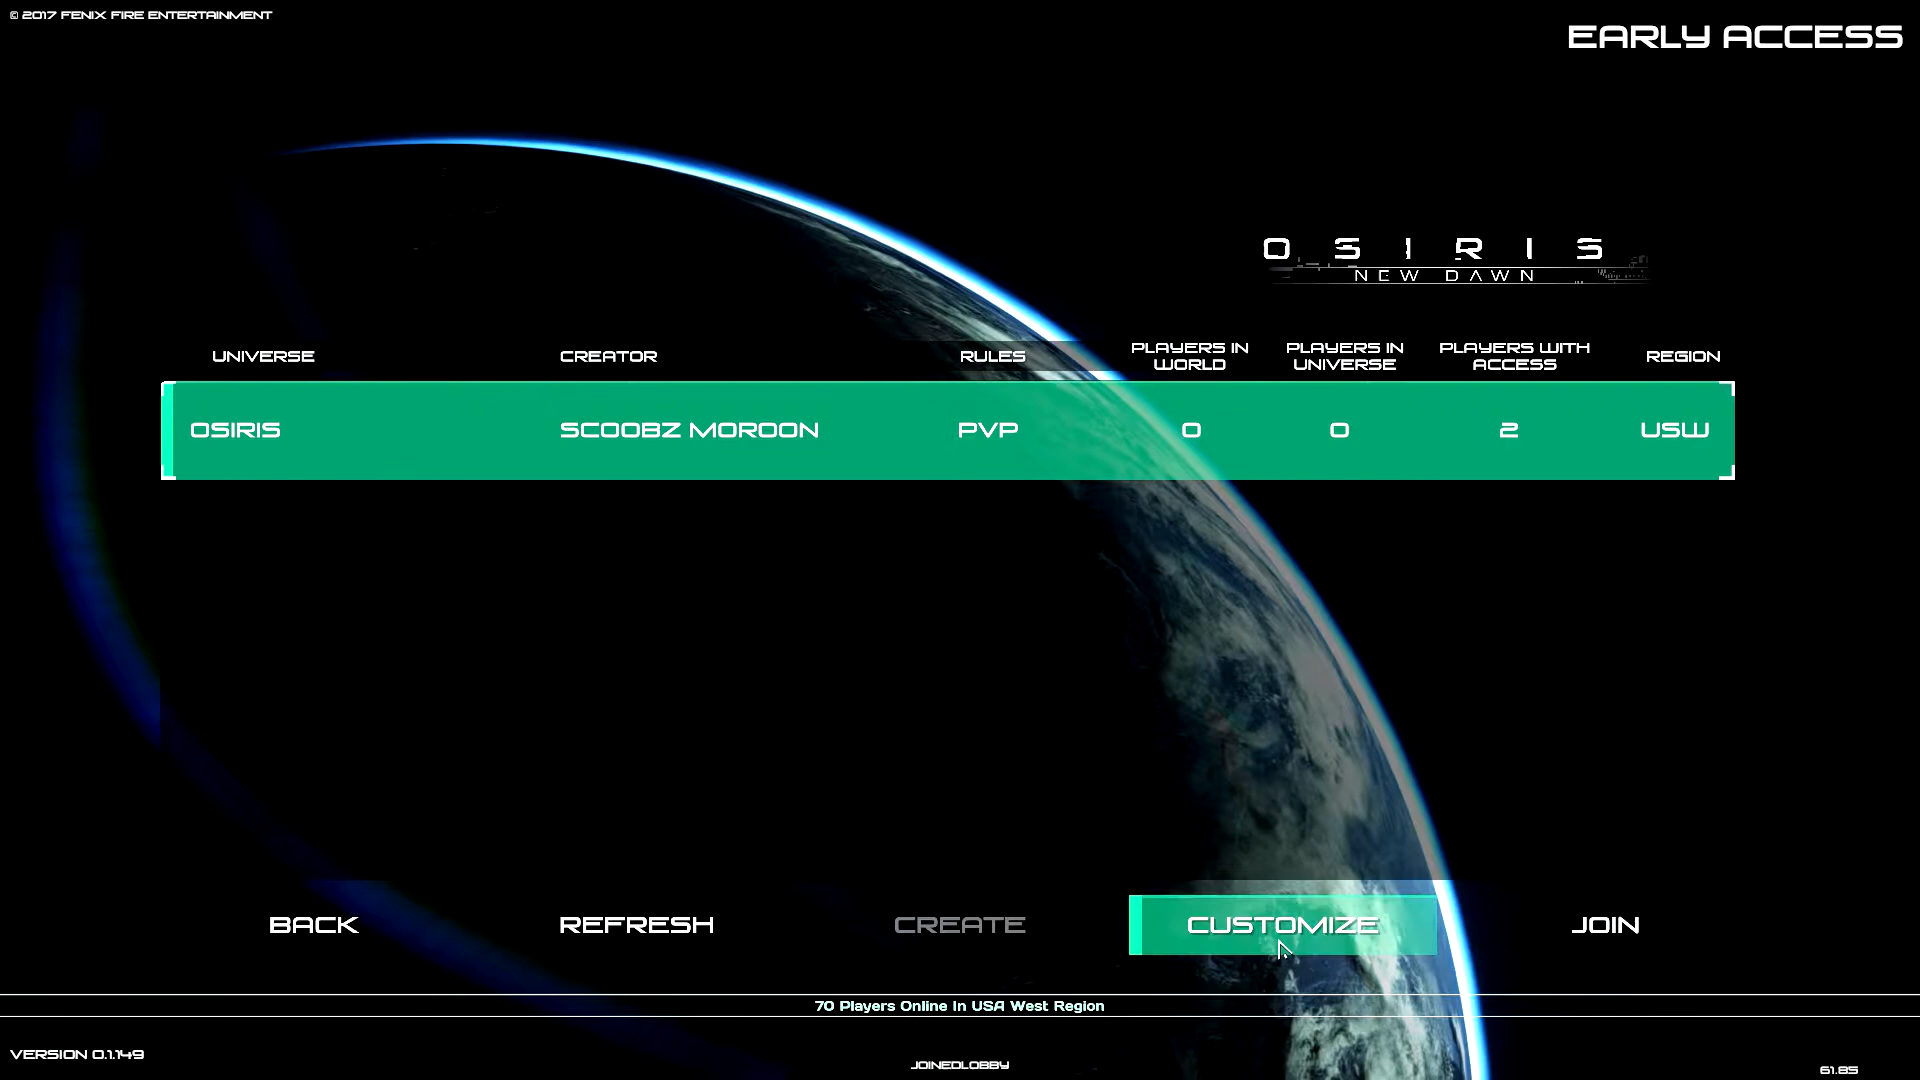 © 2017 FENIX FIRE ENTERTAINMENT
EARLY ACCESS
OSIRIS
NEW DAWN
UNIVERSE CREATOR RULES PLAYERS IN WORLD PLAYERS IN UNIVERSE PLAYERS WITH ACCESS REGION
OSIRIS SCOOBZ MOROON PVP 0 0 2 USW
BACK REFRESH CREATE CUSTOMIZE JOIN
70 Players Online In USA West Region
VERSION 0.1.149
JOINEDLOBBY
61.85